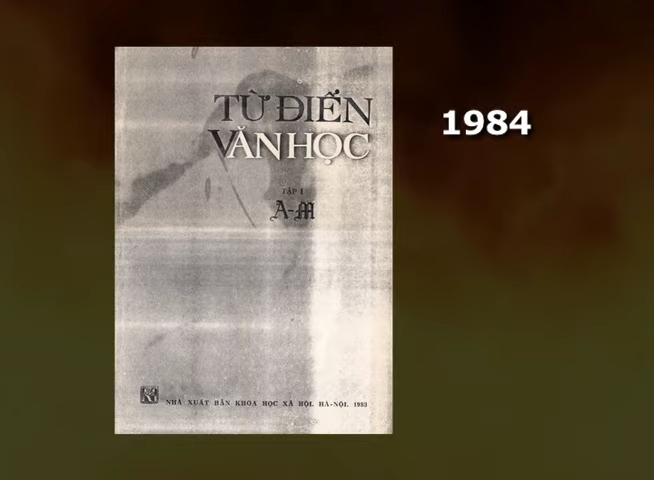 TỪ ĐIỂN
VĂN HỌC
TẬP I
A-M
NHÀ XUẤT BẢN KHOA HỌC XÃ HỘI. HÀ-NỘI. 1983
1984